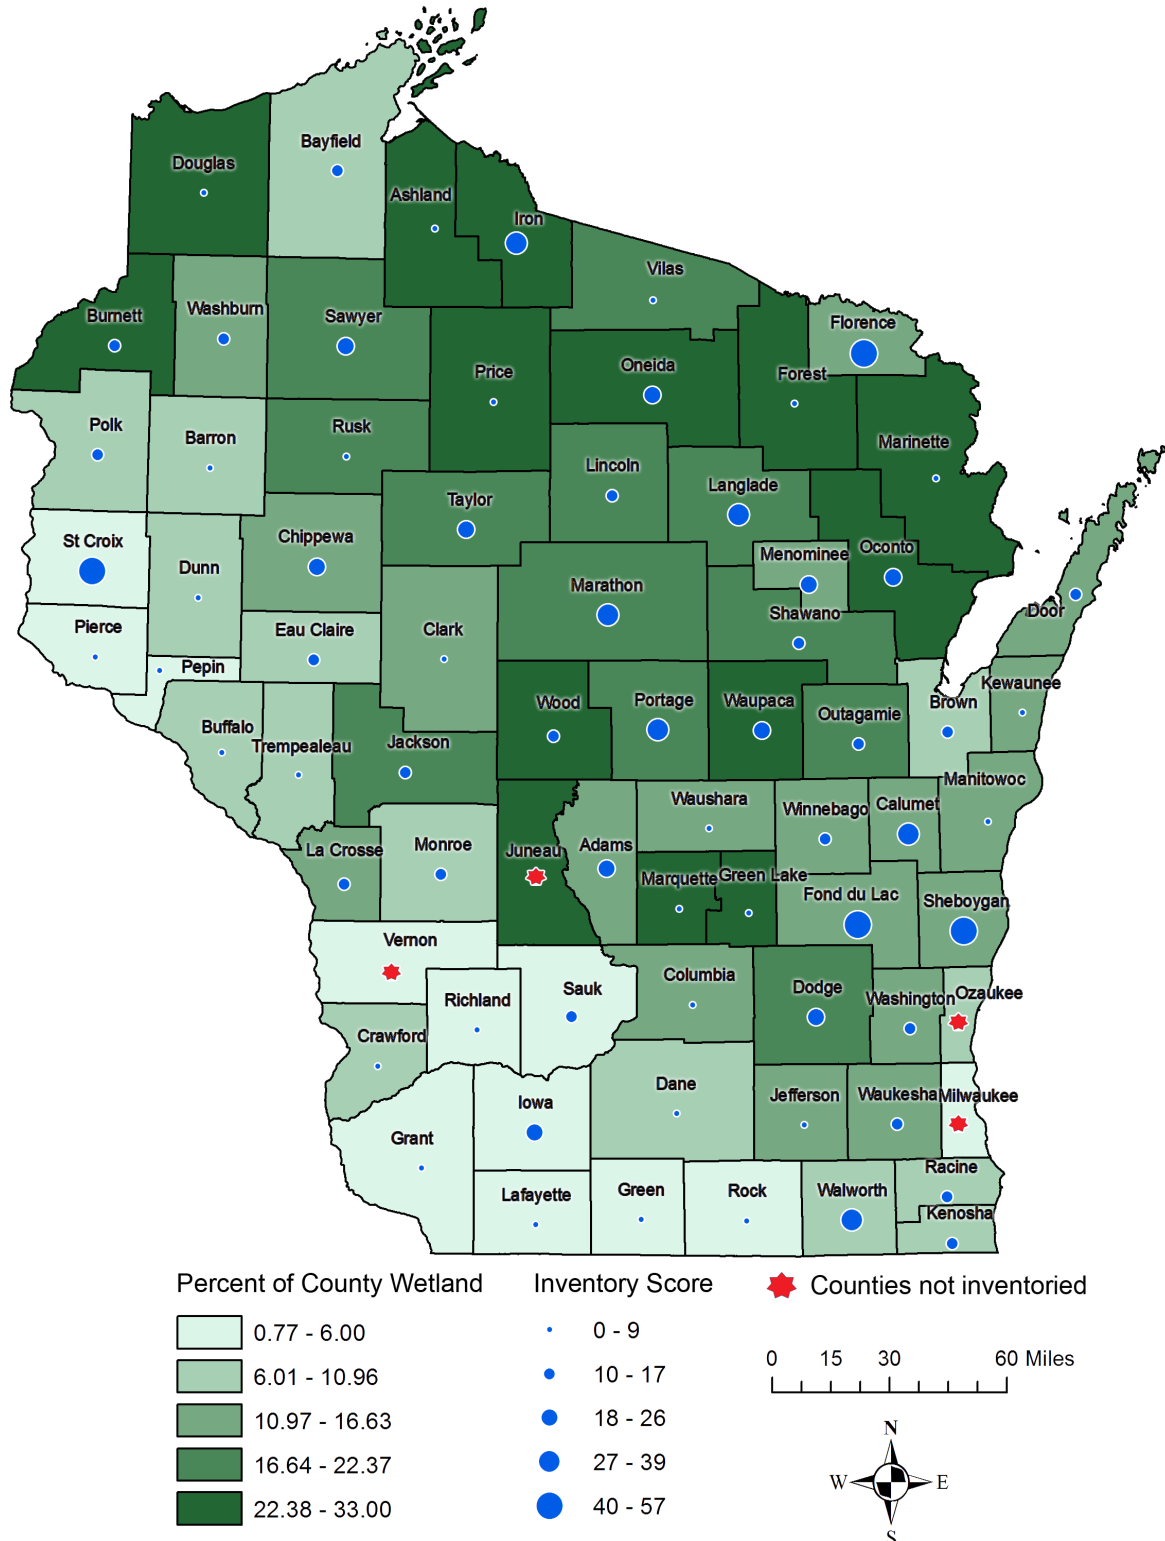 Bayfield
Douglas
Ashland
Iron
Vilas
Burnett
Washburn
Sawyer
Florence
Price
Oneida
Forest
Polk
Barron
Rusk
Marinette
Lincoln
Langlade
Taylor
St Croix
Chippewa
Menominee
Oconto
Dunn
Marathon
Door
Pierce
Eau Claire
Clark
Shawano
Pepin
Kewaunee
Wood
Portage
Waupaca
Brown
Buffalo
Trempealeau
Jackson
Outagamie
Manitowoc
Waushara
Winnebago
Calumet
La Crosse
Monroe
Juneau
Adams
Marquette
Green Lake
Fond du Lac
Sheboygan
Vernon
Columbia
Sauk
Dodge
Richland
Washington
Ozaukee
Crawford
Dane
Jefferson
Waukesha
Milwaukee
Iowa
Grant
Racine
Lafayette
Green
Rock
Walworth
Kenosha
Percent of County Wetland
0.77 - 6.00
6.01 - 10.96
10.97 - 16.63
16.64 - 22.37
22.38 - 33.00
Inventory Score
0 - 9
10 - 17
18 - 26
27 - 39
40 - 57
Counties not inventoried
0 15 30 60 Miles
N
W E
S